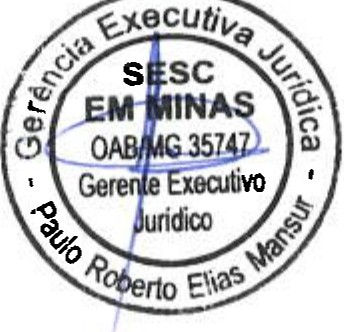 Gerência Executiva Jurídica
SESC
EM MINAS
OAB/MG 35747
Gerente Executivo
Jurídico
- Paulo Roberto Elias Mansur -